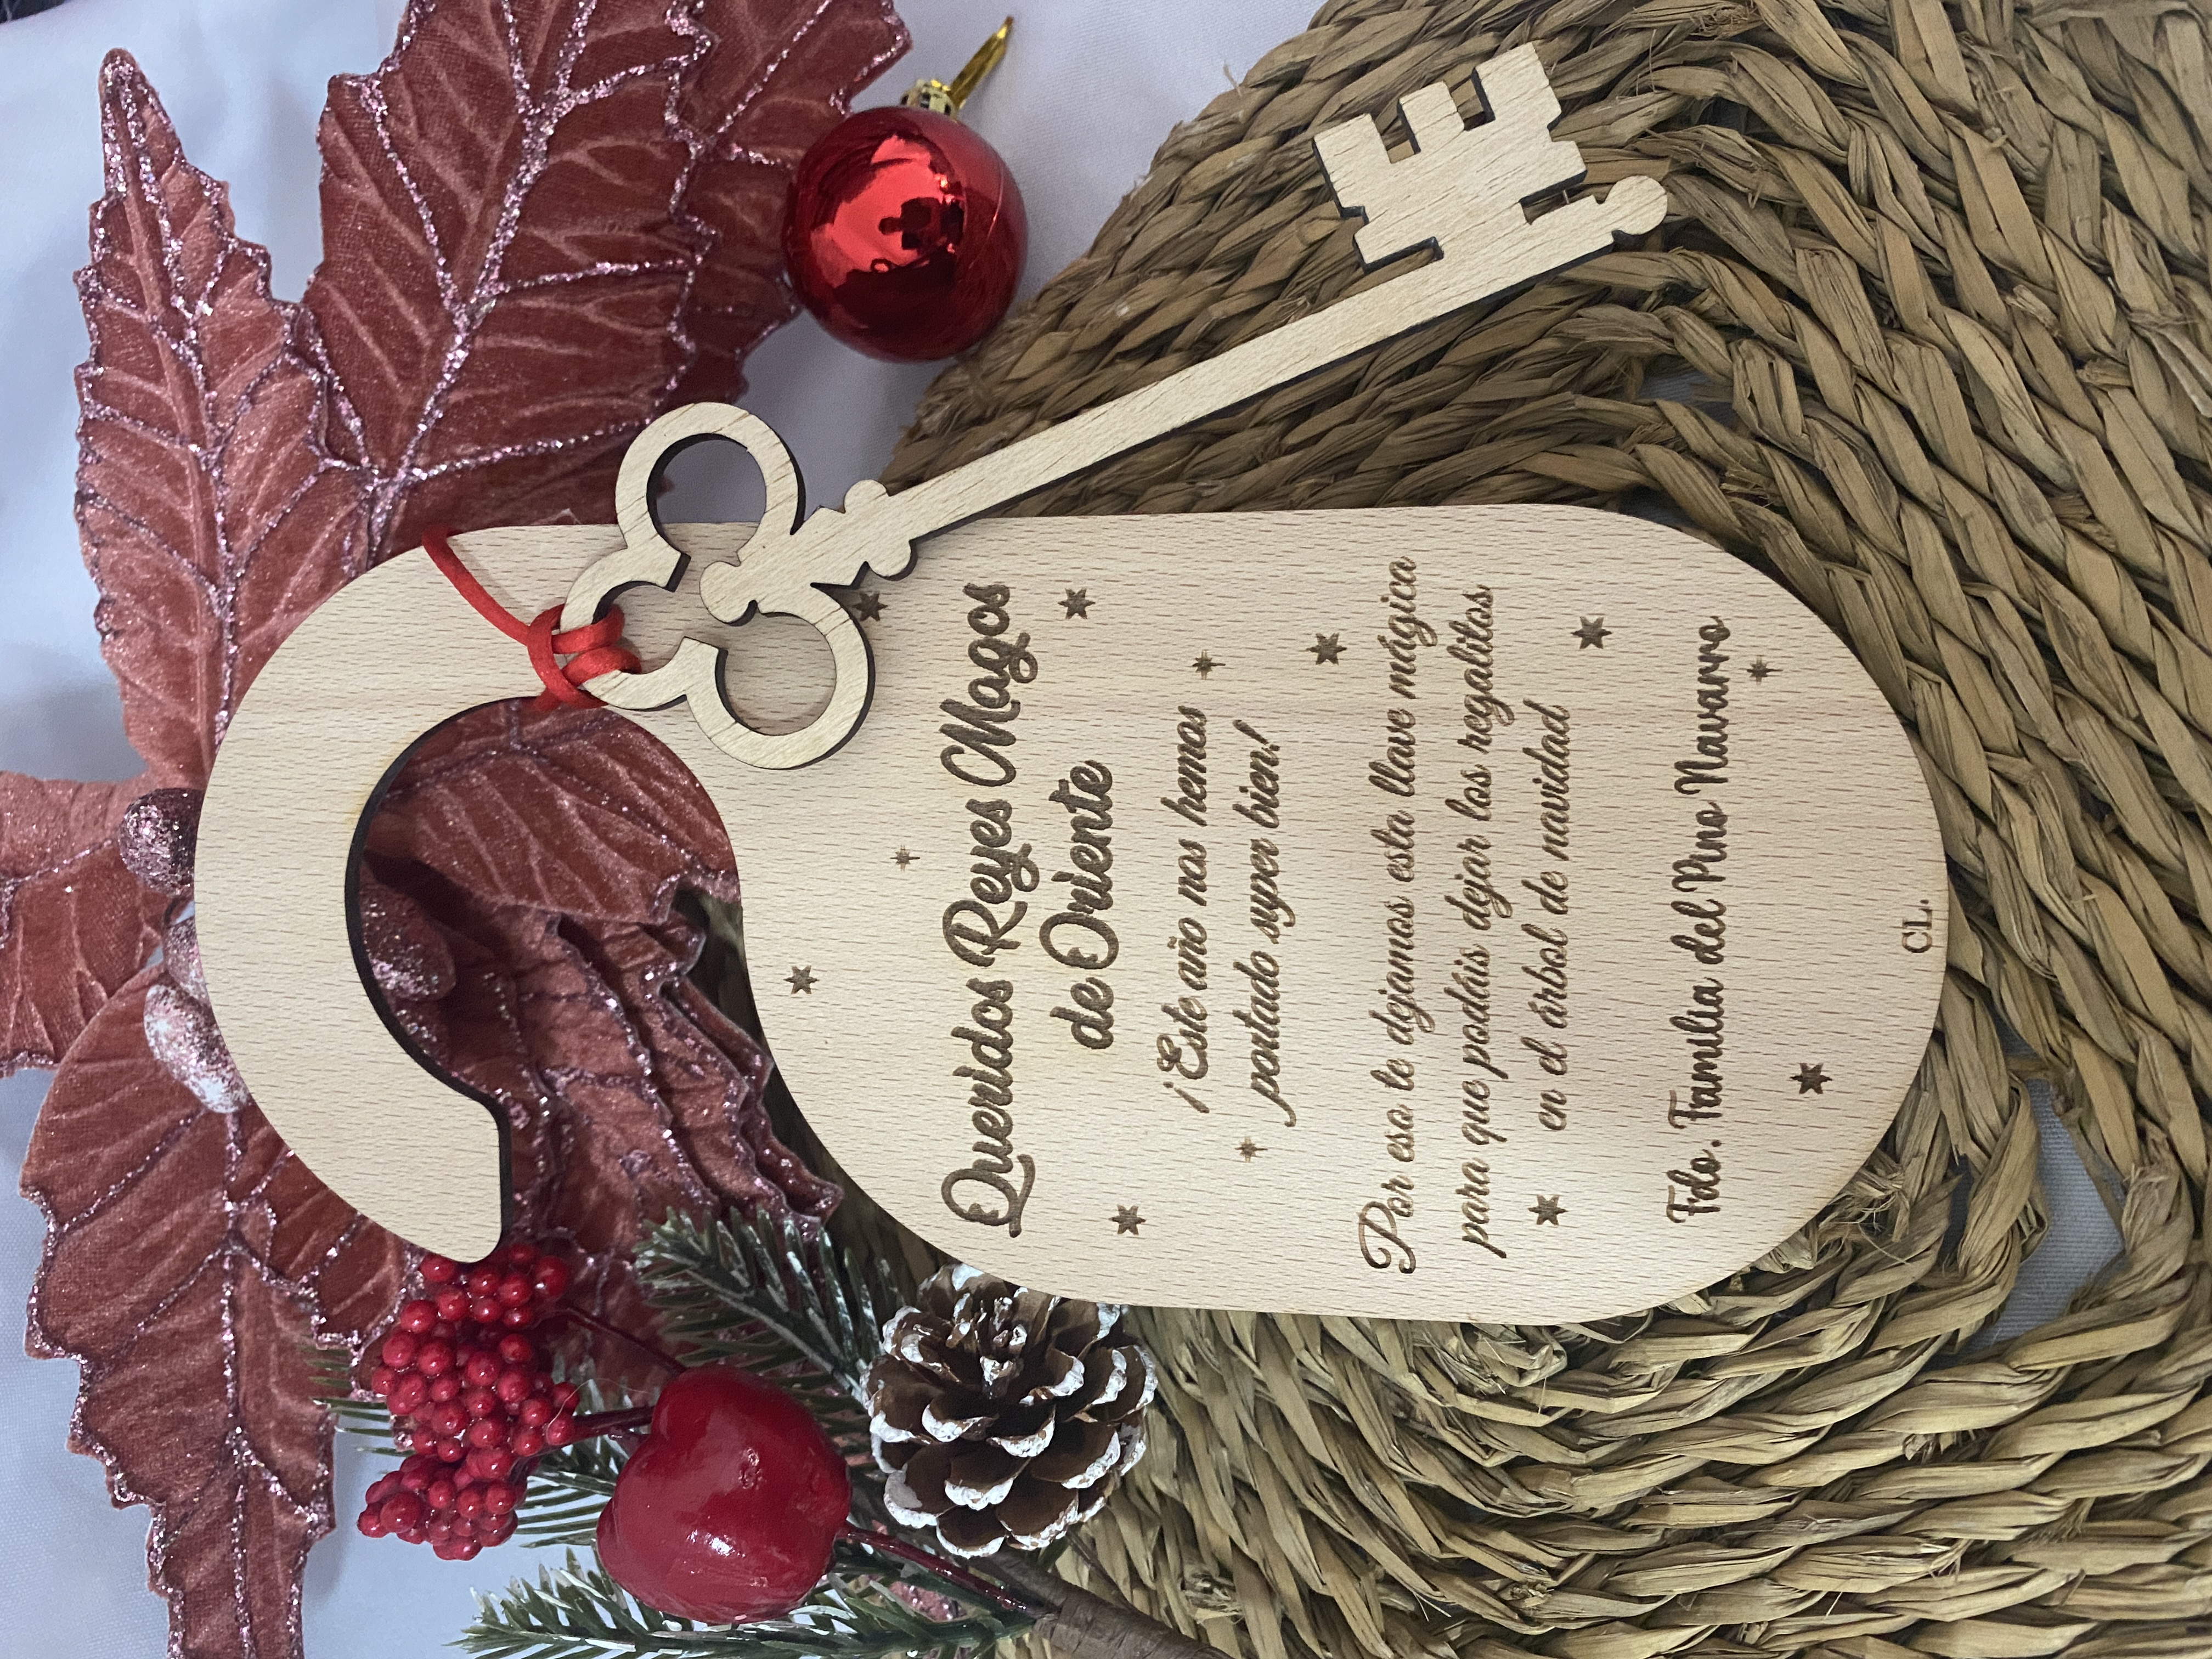 Queridos Reyes Magos
de Oriente
¡Este año nos hemos
portado super bien!
Por eso te dejamos esta llave mágica
para que podáis dejar los regalitos
en el árbol de navidad
Fdo. Familia del Pino Navarro
CL.